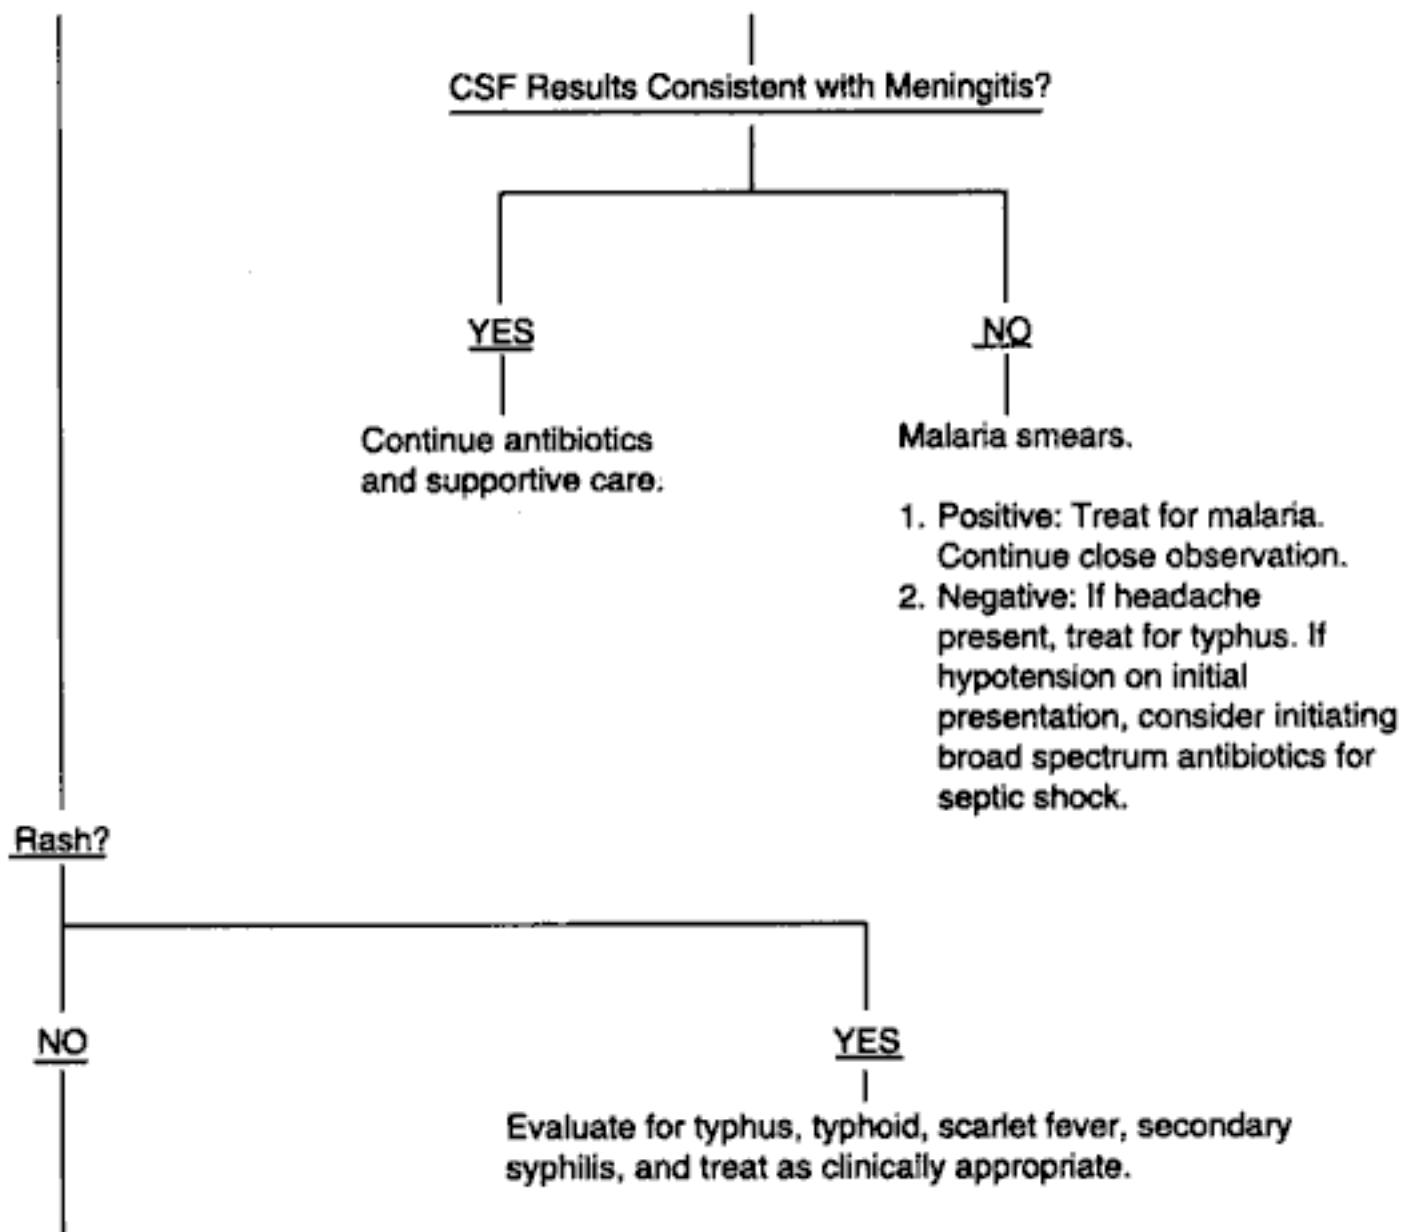 CSF Results Consistent with Meningitis?
YES
NO
Continue antibiotics
and supportive care.
Malaria smears.
1. Positive: Treat for malaria.
Continue close observation.
2. Negative: If headache
present, treat for typhus. If
hypotension on initial
presentation, consider initiating
broad spectrum antibiotics for
septic shock.
Rash?
NO
YES
Evaluate for typhus, typhoid, scarlet fever, secondary
syphilis, and treat as clinically appropriate.